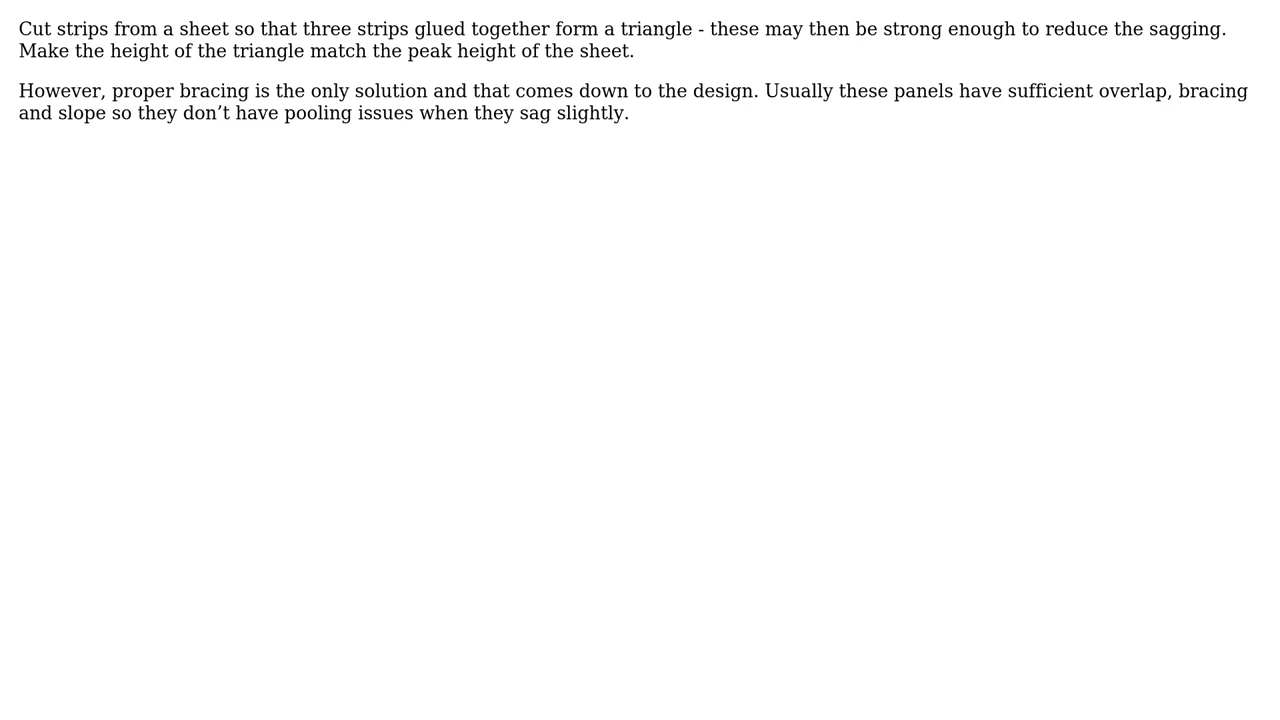 Cut strips from a sheet so that three strips glued together form a triangle - these may then be strong enough to reduce the sagging.
Make the height of the triangle match the peak height of the sheet.
However, proper bracing is the only solution and that comes down to the design. Usually these panels have sufficient overlap, bracing
and slope so they don’t have pooling issues when they sag slightly.